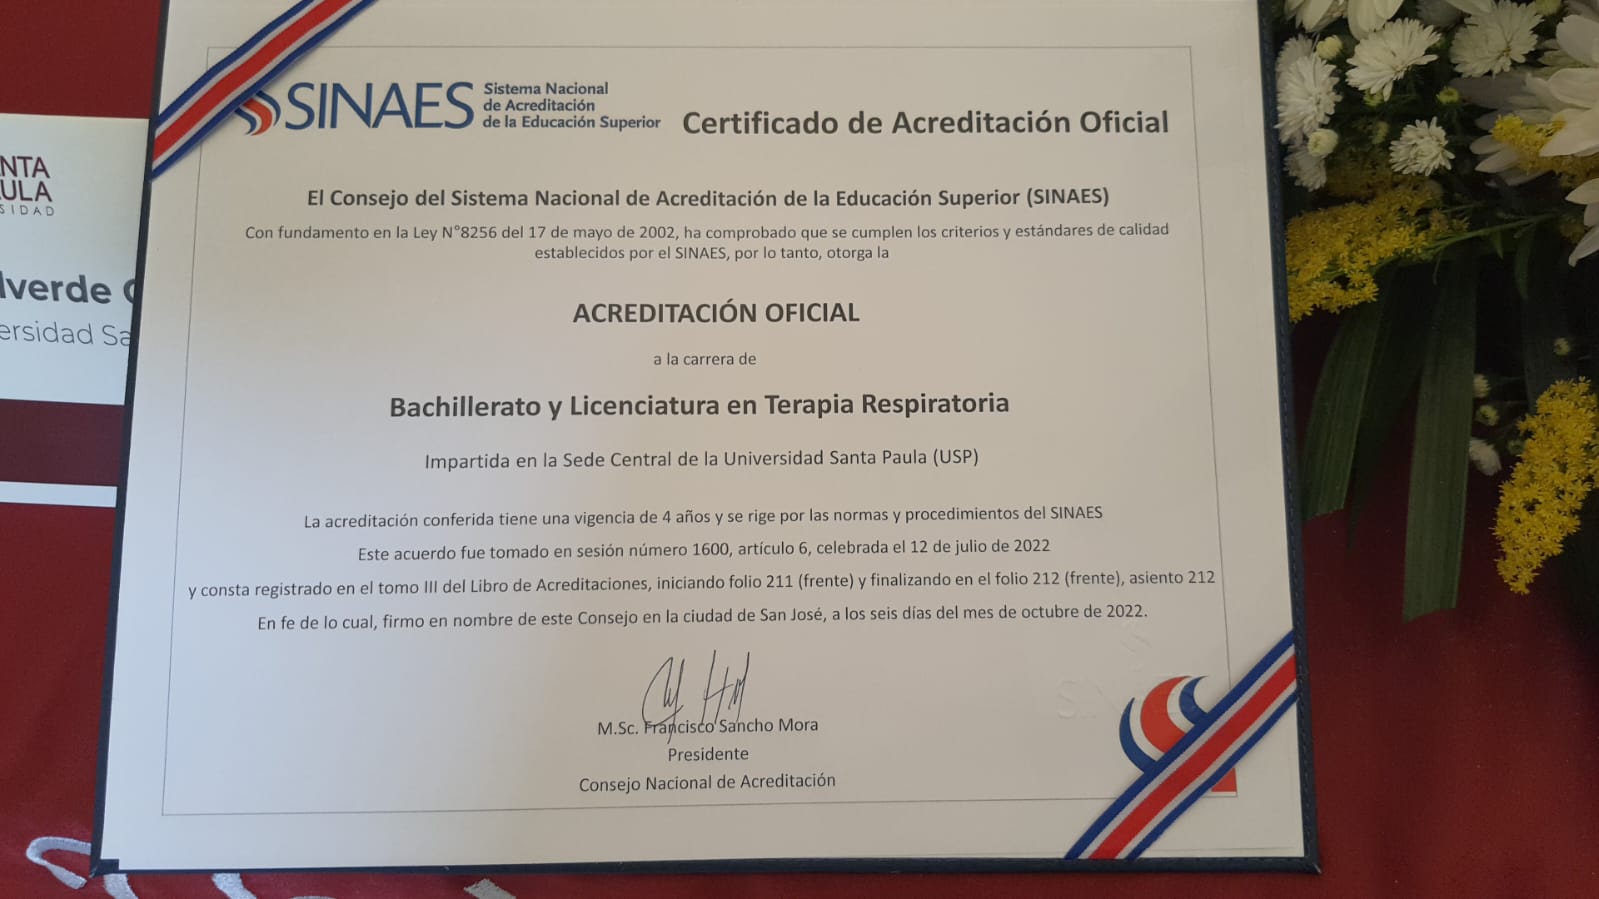 SINAES
Sistema Nacional
de Acreditación
de la Educación Superior
Certificado de Acreditación Oficial
El Consejo del Sistema Nacional de Acreditación de la Educación Superior (SINAES)
Con fundamento en la Ley N°8256 del 17 de mayo de 2002, ha comprobado que se cumplen los criterios y estándares de calidad
establecidos por el SINAES, por lo tanto, otorga la
ACREDITACIÓN OFICIAL
a la carrera de
Bachillerato y Licenciatura en Terapia Respiratoria
Impartida en la Sede Central de la Universidad Santa Paula (USP)
La acreditación conferida tiene una vigencia de 4 años y se rige por las normas y procedimientos del SINAES
Este acuerdo fue tomado en sesión número 1600, artículo 6, celebrada el 12 de julio de 2022
y consta registrado en el tomo III del Libro de Acreditaciones, iniciando folio 211 (frente) y finalizando en el folio 212 (frente), asiento 212
En fe de lo cual, firmo en nombre de este Consejo en la ciudad de San José, a los seis días del mes de octubre de 2022.
M.Sc. Francisco Sancho Mora
Presidente
Consejo Nacional de Acreditación
NTA
ULA
SIDAD
lverde
ersidad Sa